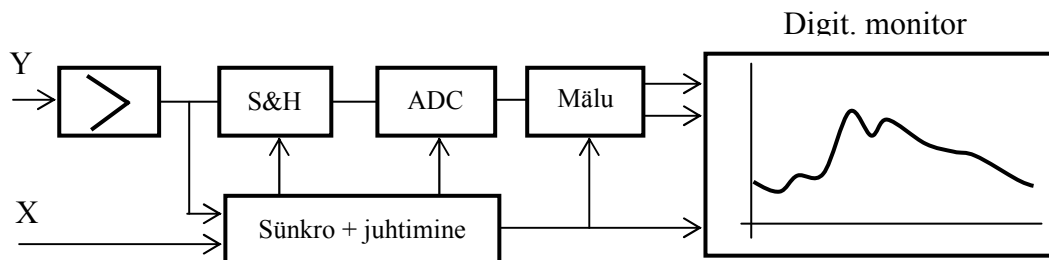 Digit. monitor
Y
S&H
ADC
Mälu
X
Sünkro + juhtimine